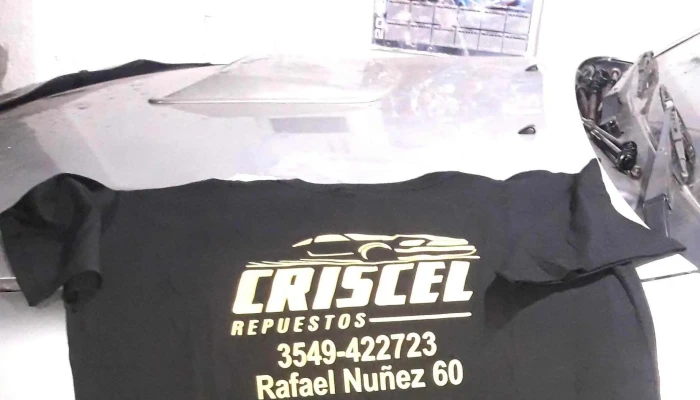 CRISCEL
REPUESTOS
3549-422723
Rafael Nuñez 60